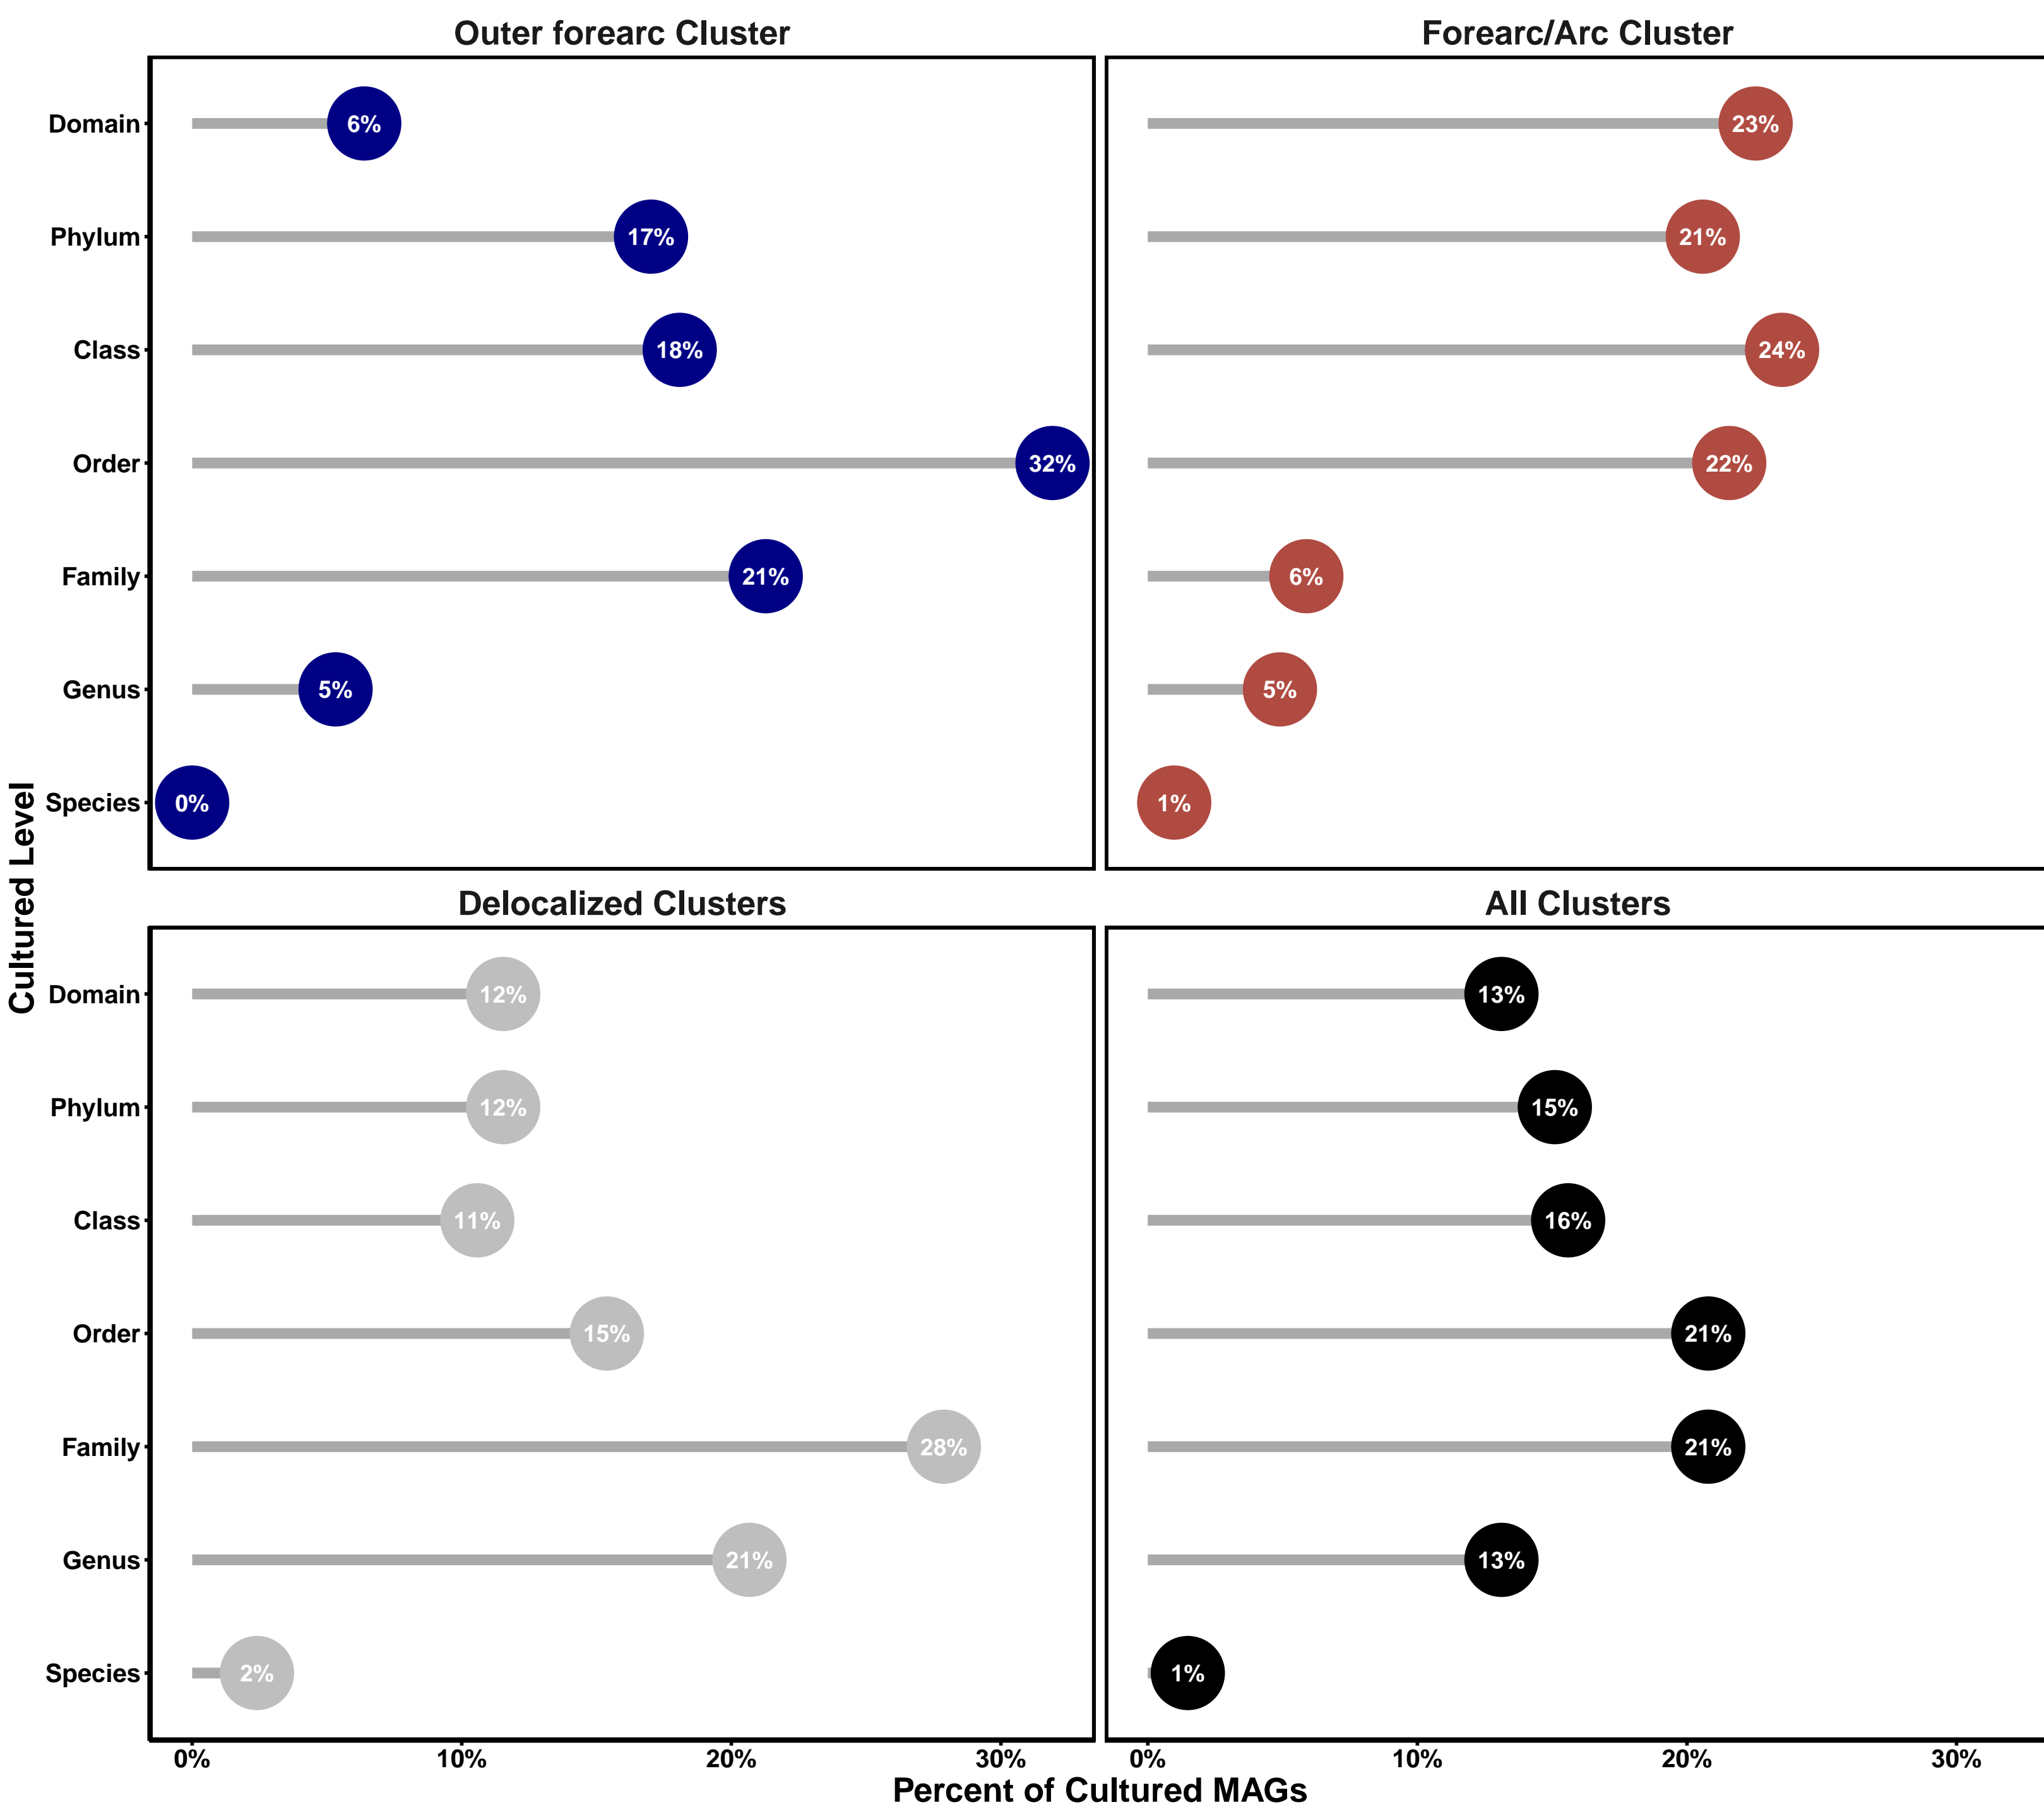 Outer forearc Cluster
Forearc/Arc Cluster
Domain
6%
23%
Phylum
17%
21%
Class
18%
24%
Order
32%
22%
Family
21%
6%
Genus
5%
5%
Species
0%
1%
Cultured Level
Delocalized Clusters
All Clusters
Domain
12%
13%
Phylum
12%
15%
Class
11%
16%
Order
15%
21%
Family
28%
21%
Genus
21%
13%
Species
2%
1%
0% 10% 20% 30%
0% 10% 20% 30%
Percent of Cultured MAGs